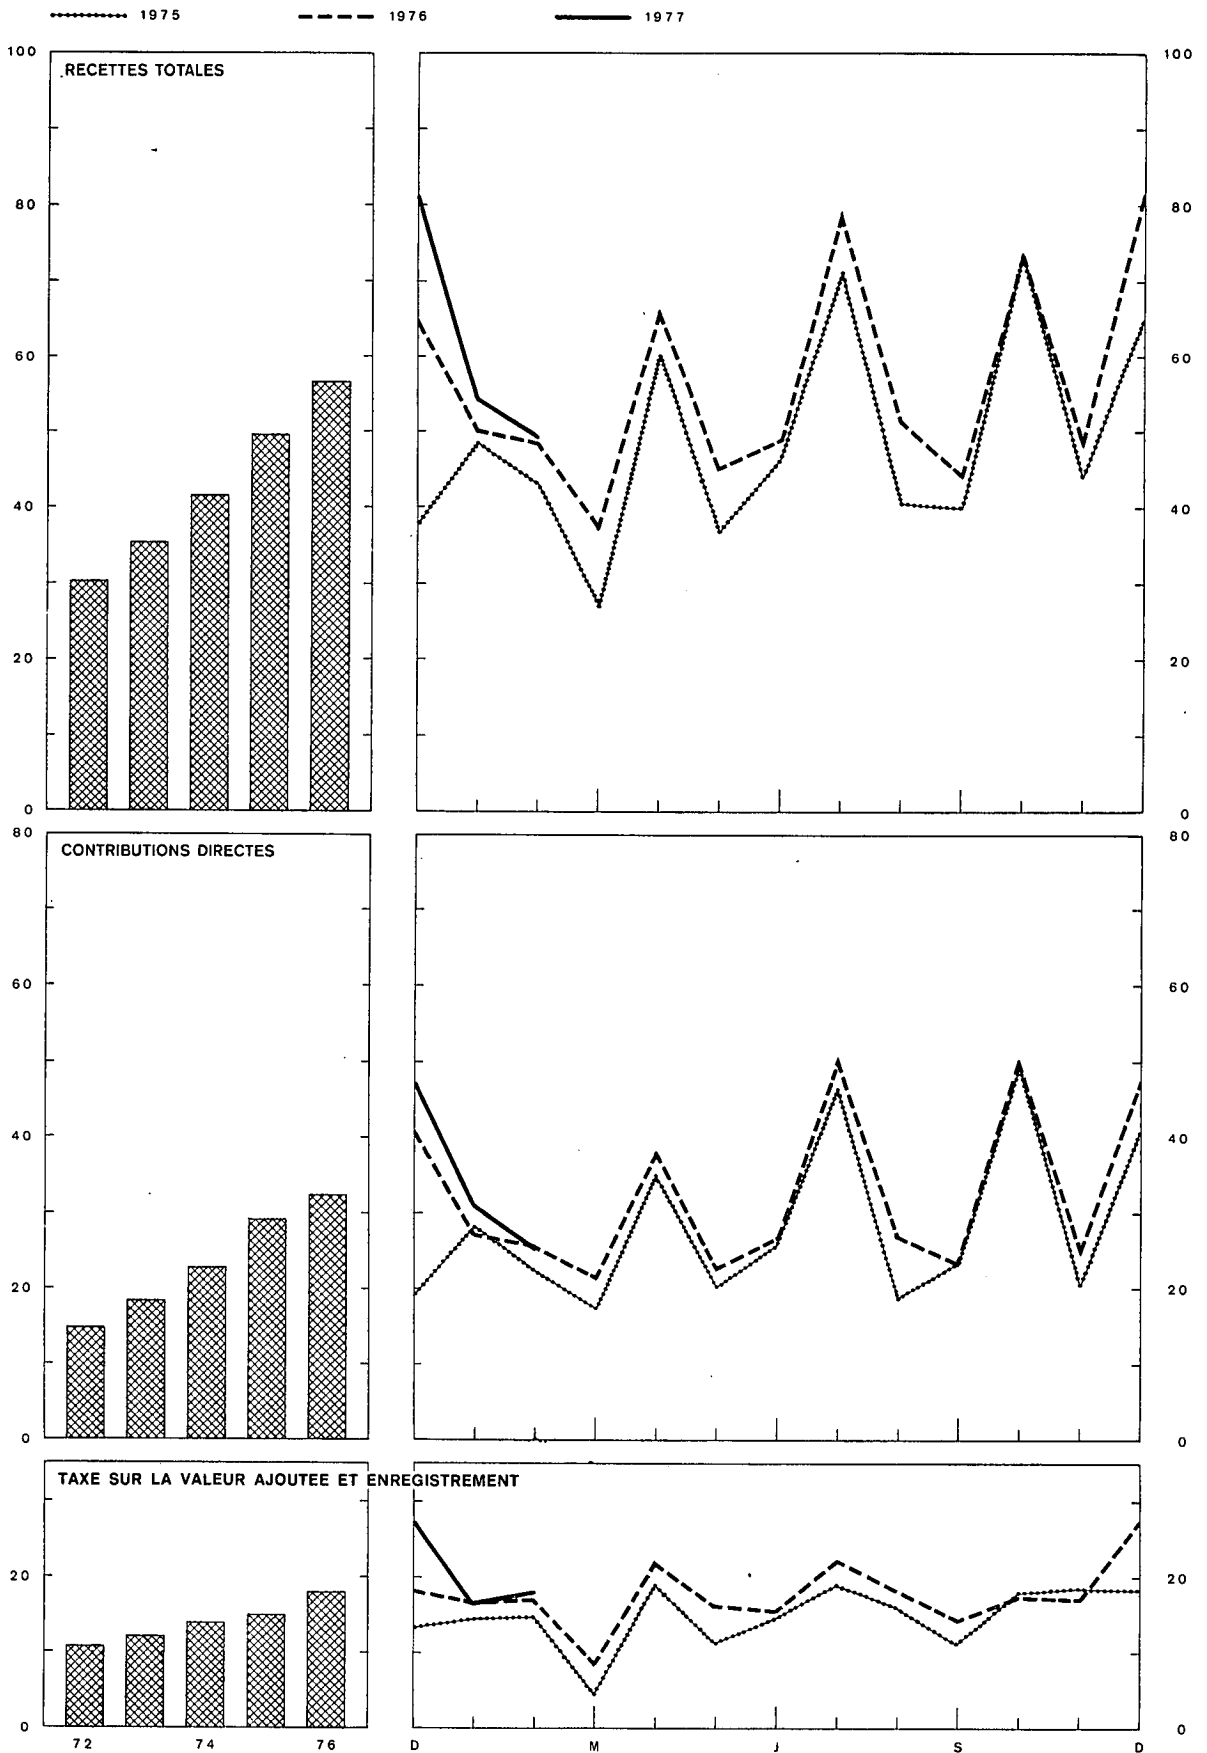 1975 1976 1977
100 100
RECETTES TOTALES
80 80
60 60
40 40
20 20
0 0
80 80
CONTRIBUTIONS DIRECTES
60 60
40 40
20 20
0 0
TAXE SUR LA VALEUR AJOUTEE ET ENREGISTREMENT
20 20
0 0
72 74 76 D M J S D